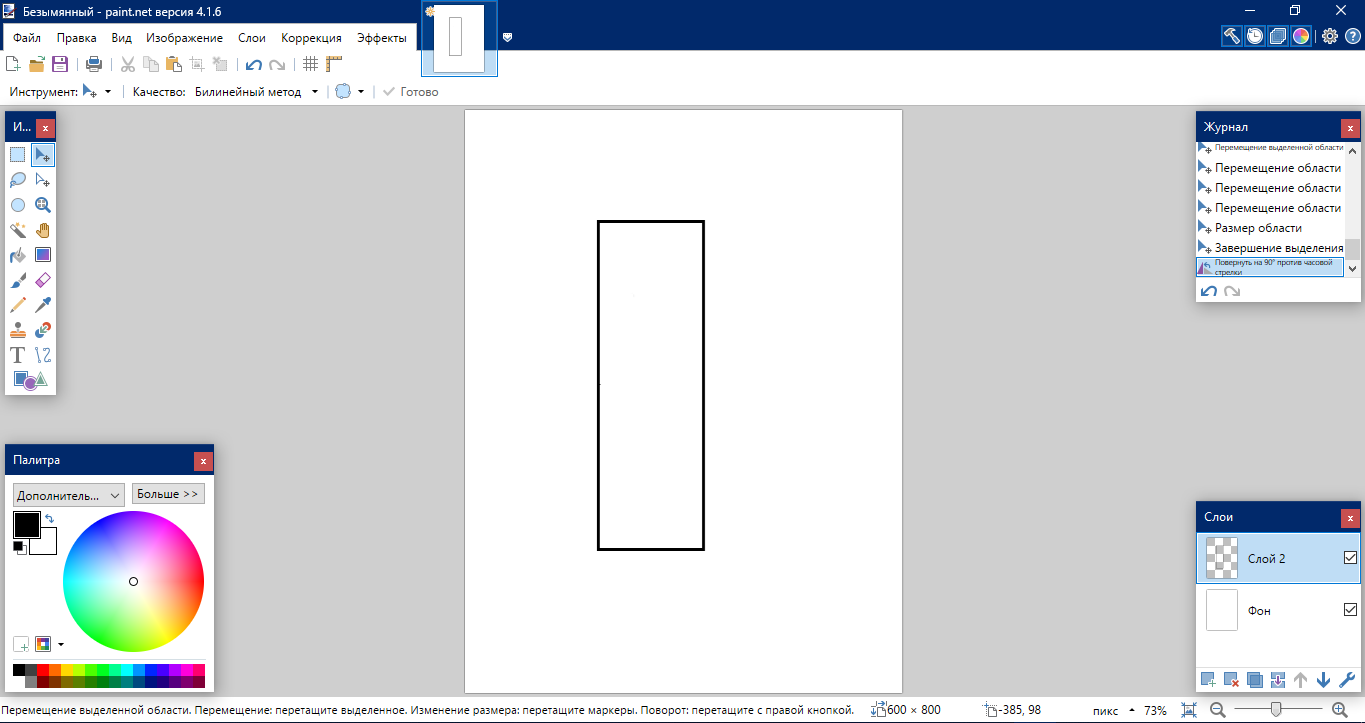 Безымянный - paint.net версия 4.1.6
Файл Правка Вид Изображение Слои Коррекция Эффекты
Инструмент: Качество: Билинейный метод Готово
И... x
Журнал x
Перемещение выделенной области
Перемещение области
Перемещение области
Перемещение области
Размер области
Завершение выделения
Повернуть на 90° против часовой
стрелки
Палитра x
Дополнитель... Больше >>
Слои x
Слой 2
Фон
Перемещение выделенной области. Перемещение: перетащите выделенное. Изменение размера: перетащите маркеры. Поворот: перетащите с правой кнопкой. 600 × 800 -385, 98 пикс 73%